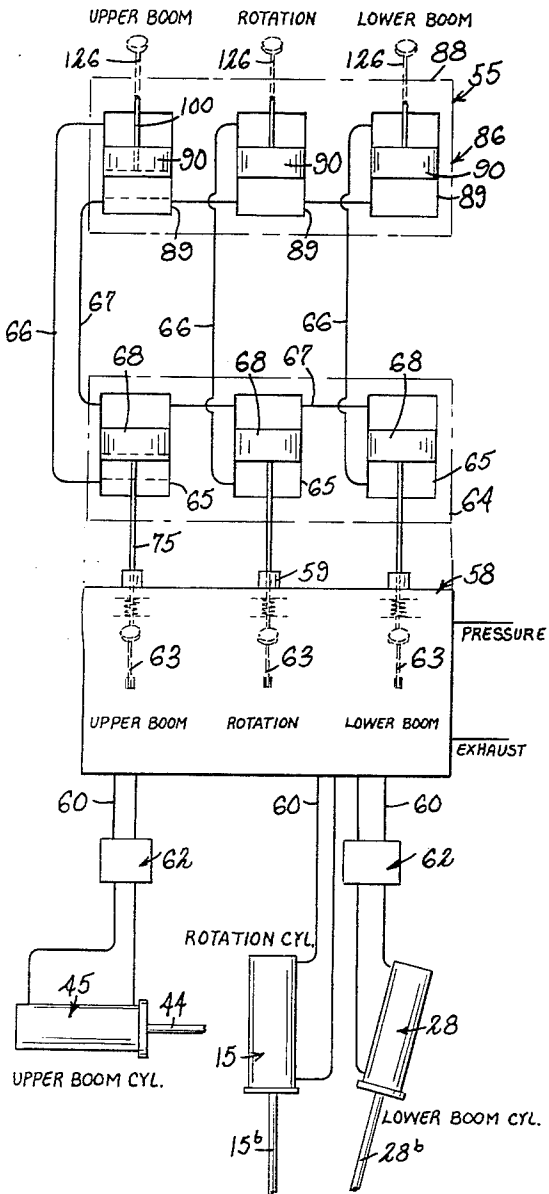 UPPER BOOM ROTATION LOWER BOOM
126 126 126 88
55
100
86
90 90 90
89
89 89
67
66 66 66
68 67
68 68
65 65 65
64
75
59 58
PRESSURE
63 63 63
UPPER BOOM ROTATION LOWER BOOM
EXHAUST
60 60 60
62 62
ROTATION CYL.
45
44 28
15
UPPER BOOM CYL.
LOWER BOOM CYL.
15b 28b